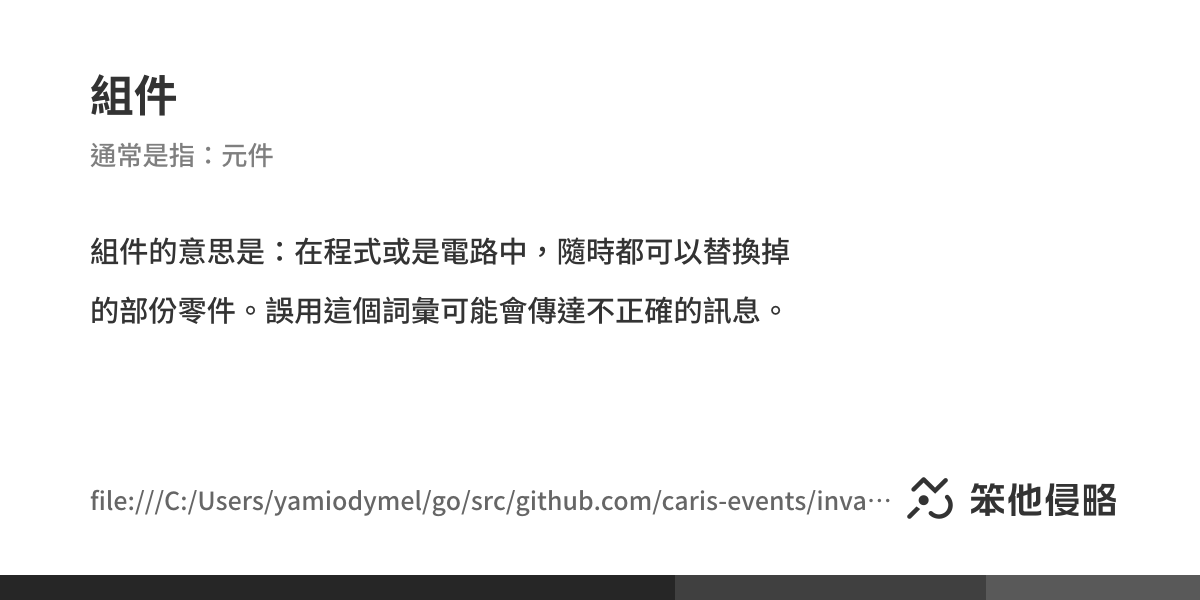 組件
通常是指：元件
組件的意思是：在程式或是電路中，隨時都可以替換掉
的部份零件。誤用這個詞彙可能會傳達不正確的訊息。
file:///C:/Users/yamiodymel/go/src/github.com/caris-events/inva…
笨他侵略